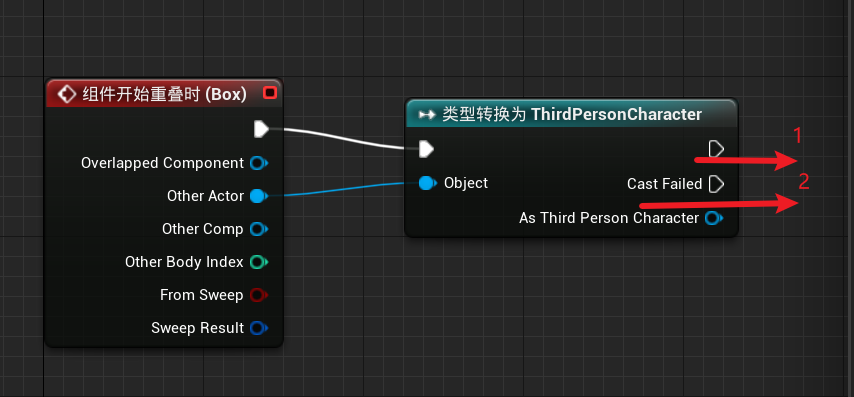 组件开始重叠时 (Box)
Overlapped Component
Other Actor
Other Comp
Other Body Index
From Sweep
Sweep Result
类型转换为 ThirdPersonCharacter
Object
Cast Failed
As Third Person Character
1
2